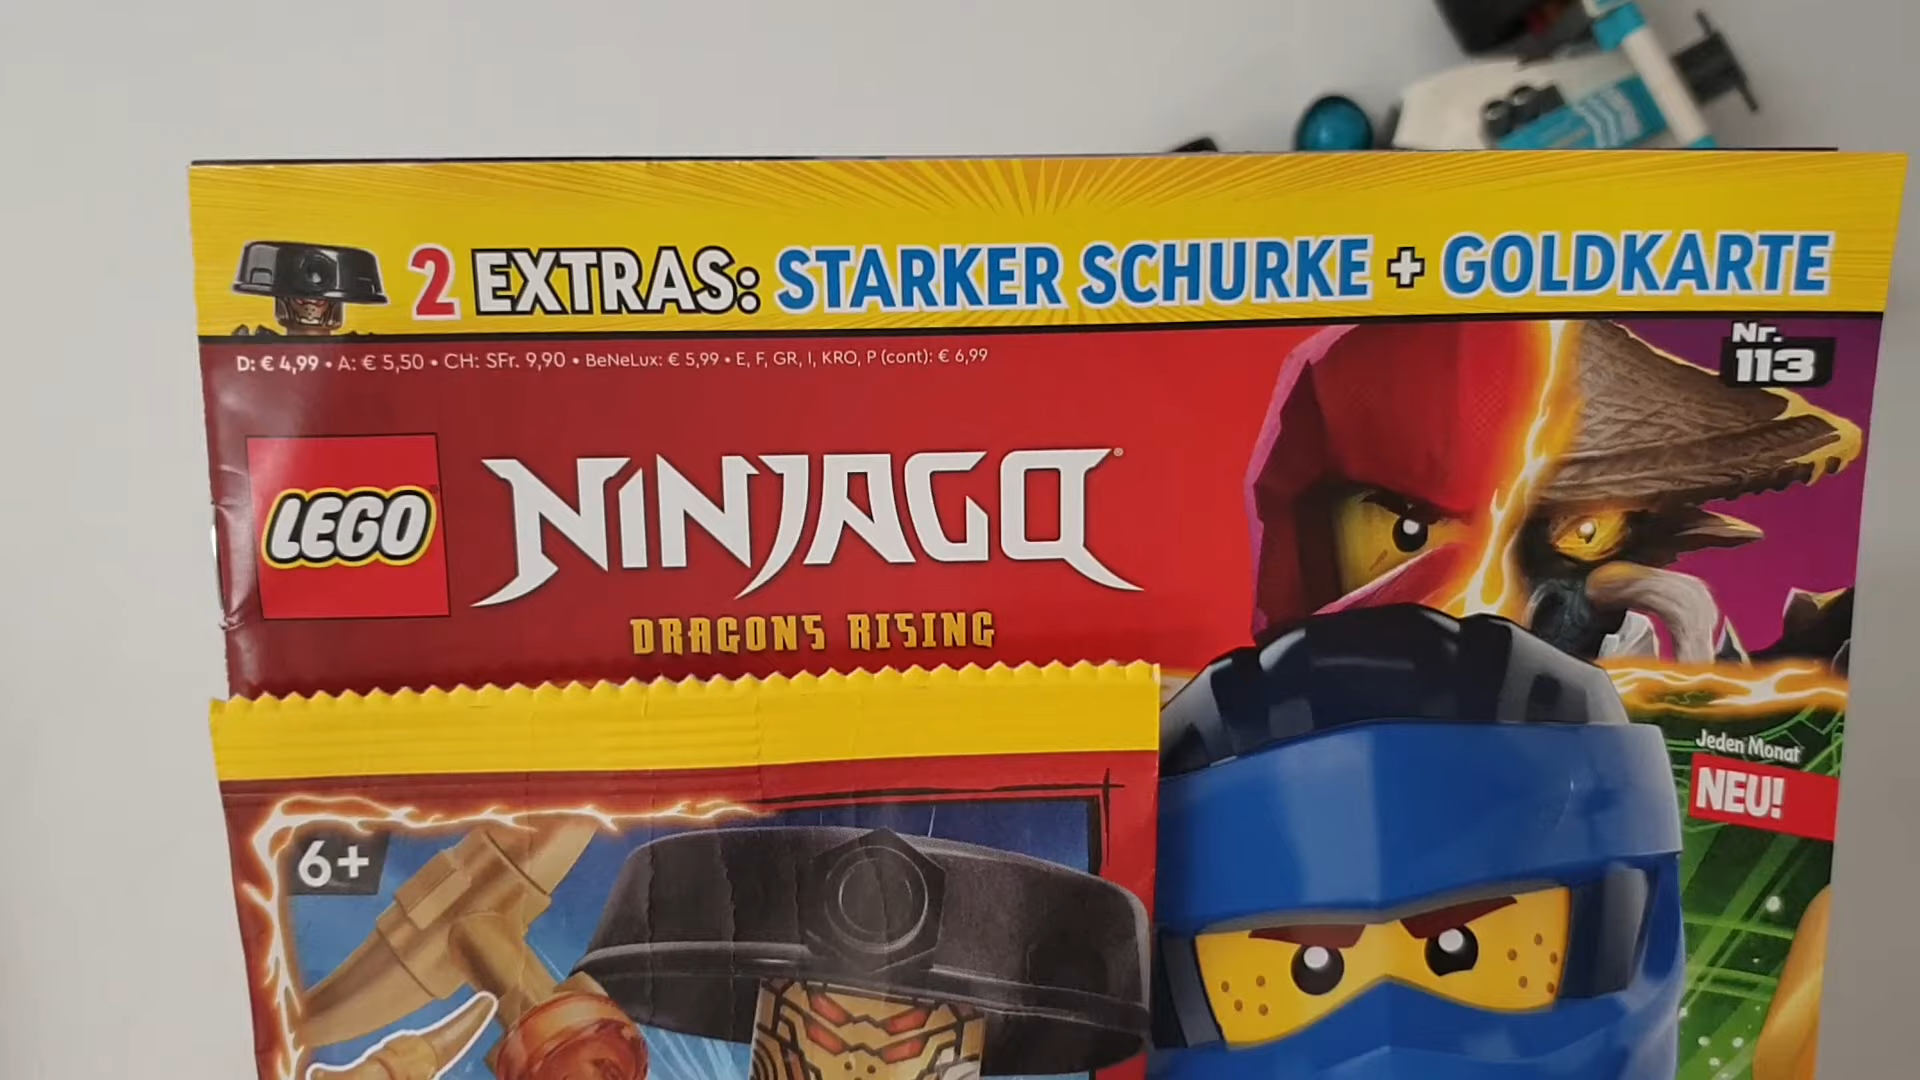 2 EXTRAS: STARKER SCHURKE + GOLDKARTE
D: € 4,99 • A: € 5,50 • CH: SFr. 9,90 • BeNeLux: € 5,99 • E, F, GR, I, KRO, P (cont): € 6,99
Nr.
113
LEGO
NINJAGO®
DRAGONS RISING
Jeden Monat
NEU!
6+